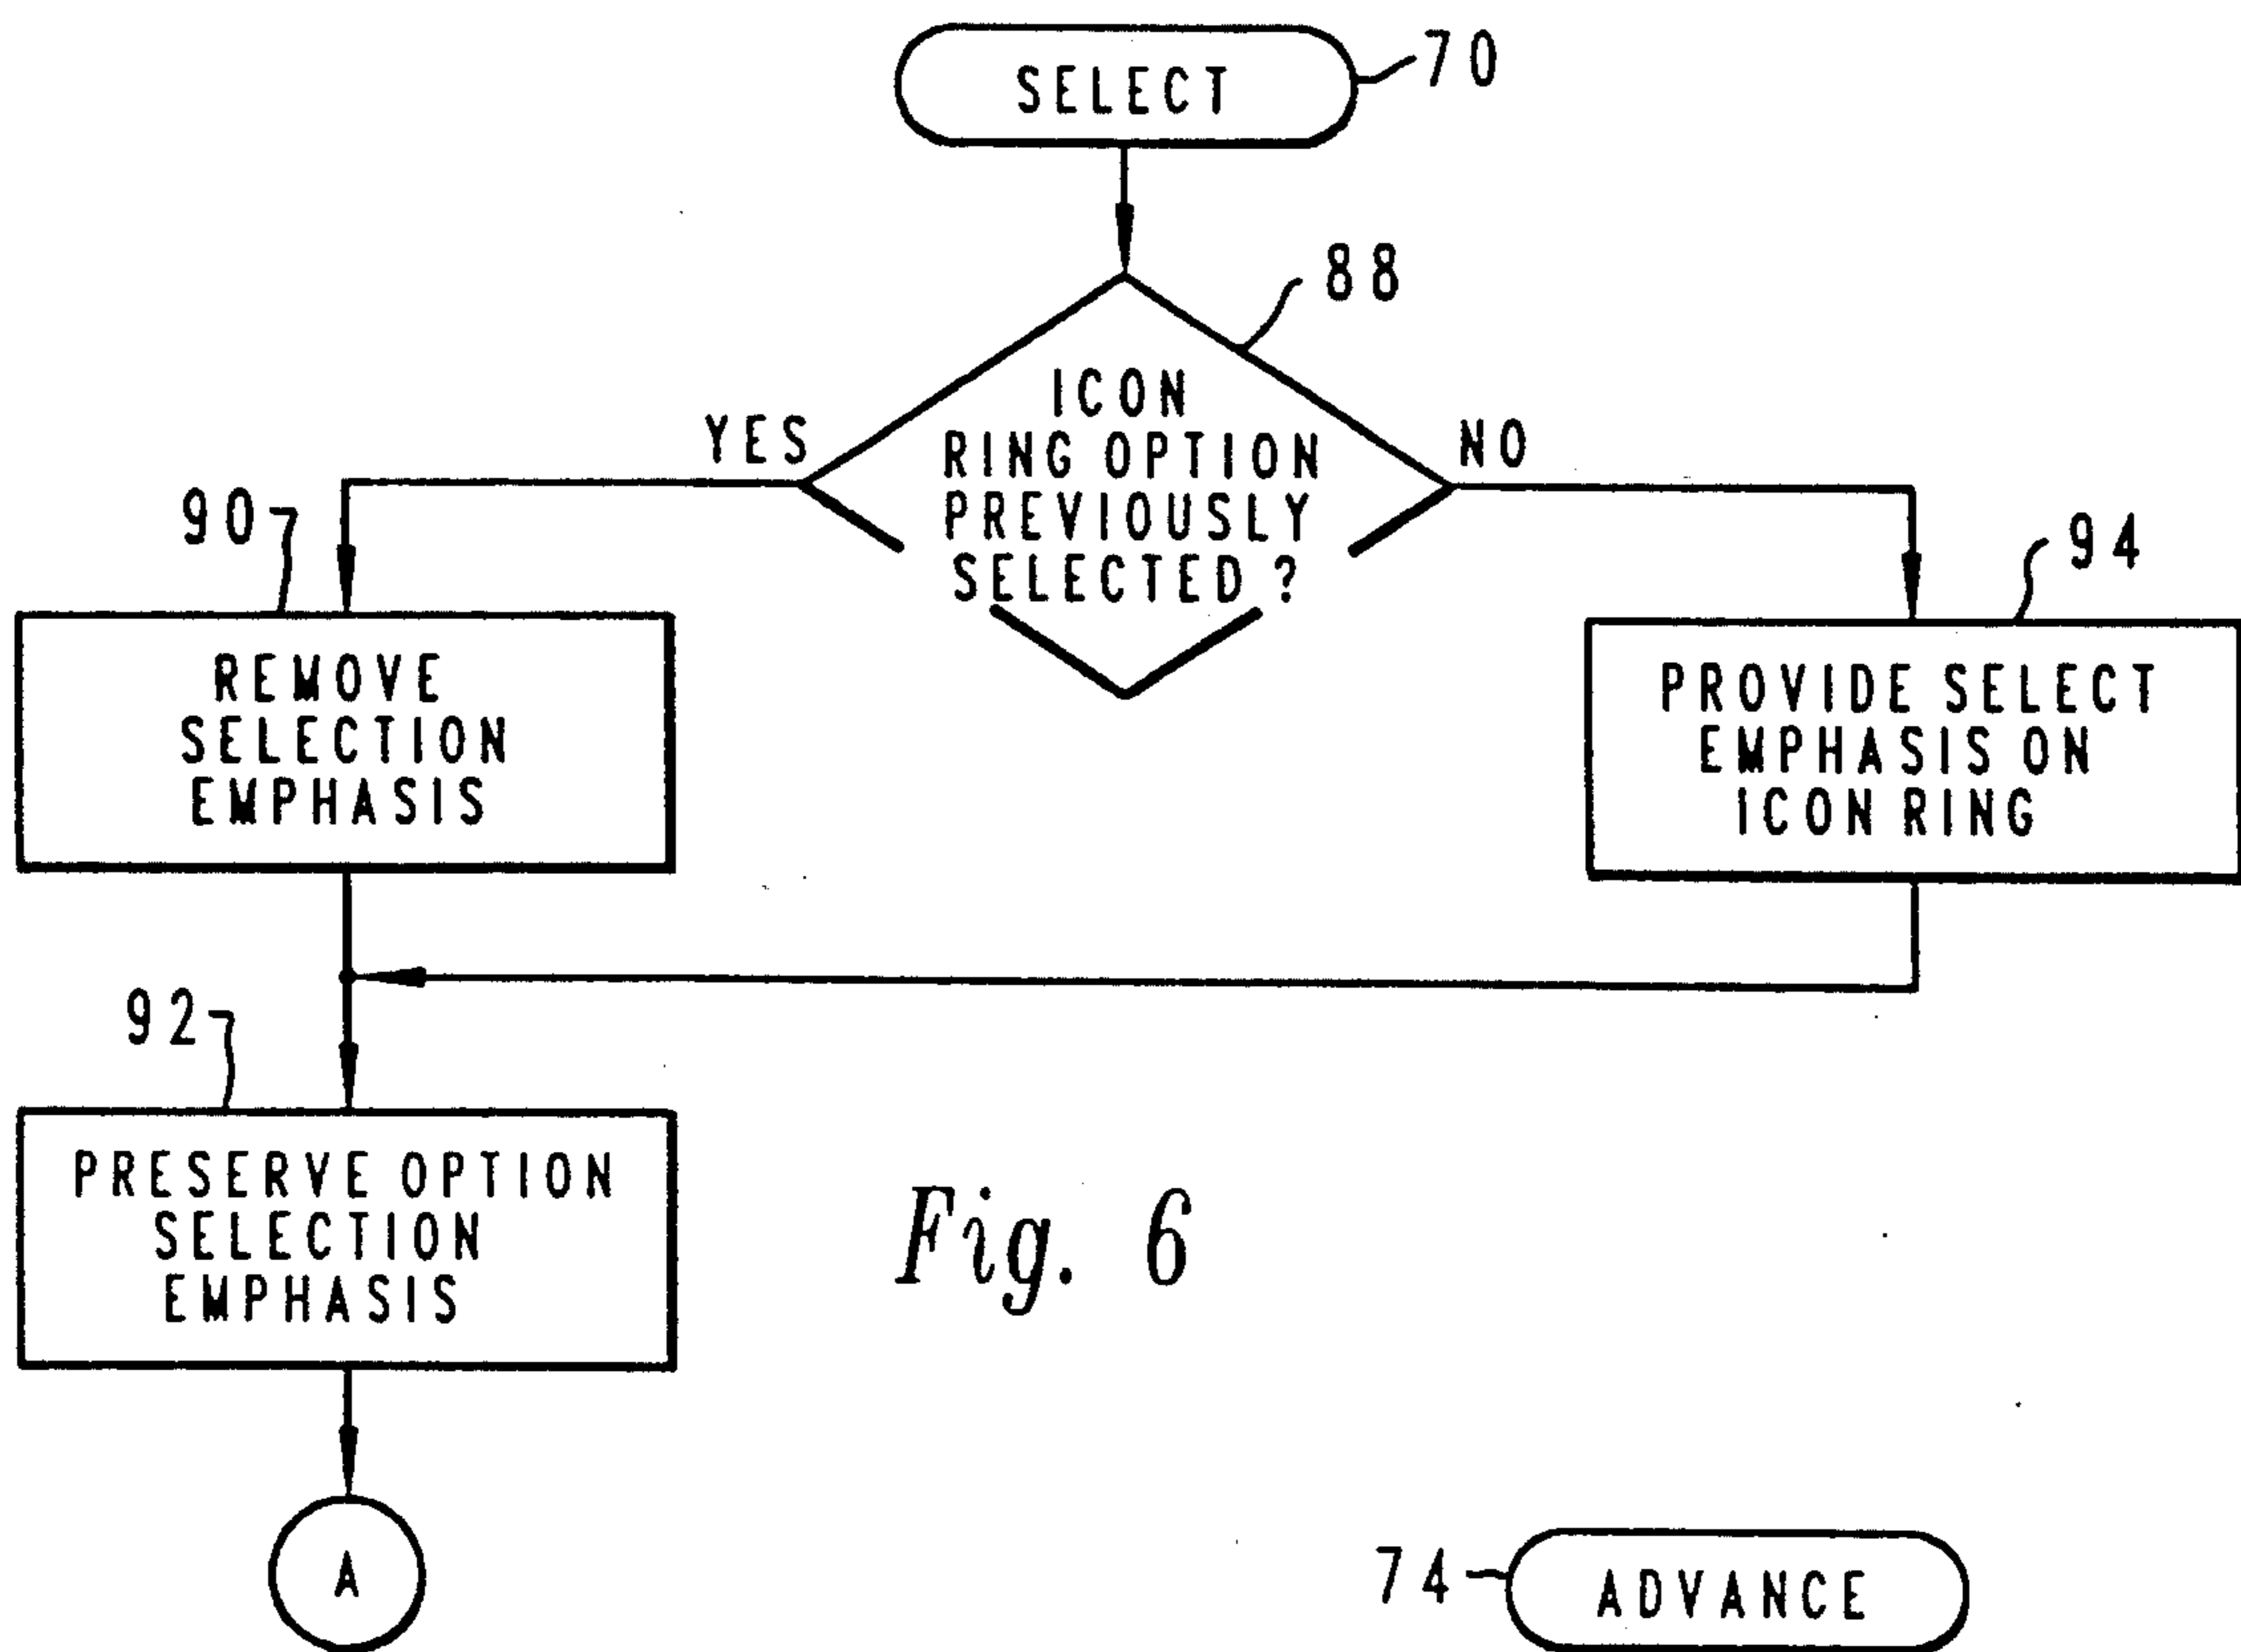 SELECT
70
88
ICON
RING OPTION
PREVIOUSLY
SELECTED ?
YES
NO
90
94
REMOVE
SELECTION
EMPHASIS
PROVIDE SELECT
EMPHASIS ON
ICON RING
92
PRESERVE OPTION
SELECTION
EMPHASIS
Fig. 6
A
74
ADVANCE